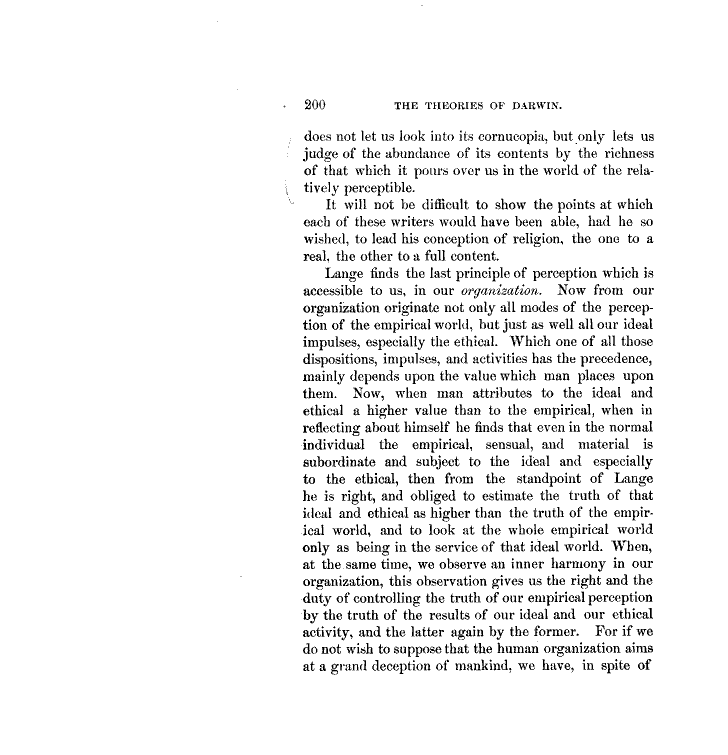 200 THE THEORIES OF DARWIN.
does not let us look into its cornucopia, but only lets us
judge of the abundance of its contents by the richness
of that which it pours over us in the world of the rela-
tively perceptible.
It will not be difficult to show the points at which
each of these writers would have been able, had he so
wished, to lead his conception of religion, the one to a
real, the other to a full content.
Lange finds the last principle of perception which is
accessible to us, in our organization. Now from our
organization originate not only all modes of the percep-
tion of the empirical world, but just as well all our ideal
impulses, especially the ethical. Which one of all those
dispositions, impulses, and activities has the precedence,
mainly depends upon the value which man places upon
them. Now, when man attributes to the ideal and
ethical a higher value than to the empirical, when in
reflecting about himself he finds that even in the normal
individual the empirical, sensual, and material is
subordinate and subject to the ideal and especially
to the ethical, then from the standpoint of Lange
he is right, and obliged to estimate the truth of that
ideal and ethical as higher than the truth of the empir-
ical world, and to look at the whole empirical world
only as being in the service of that ideal world. When,
at the same time, we observe an inner harmony in our
organization, this observation gives us the right and the
duty of controlling the truth of our empirical perception
by the truth of the results of our ideal and our ethical
activity, and the latter again by the former. For if we
do not wish to suppose that the human organization aims
at a grand deception of mankind, we have, in spite of